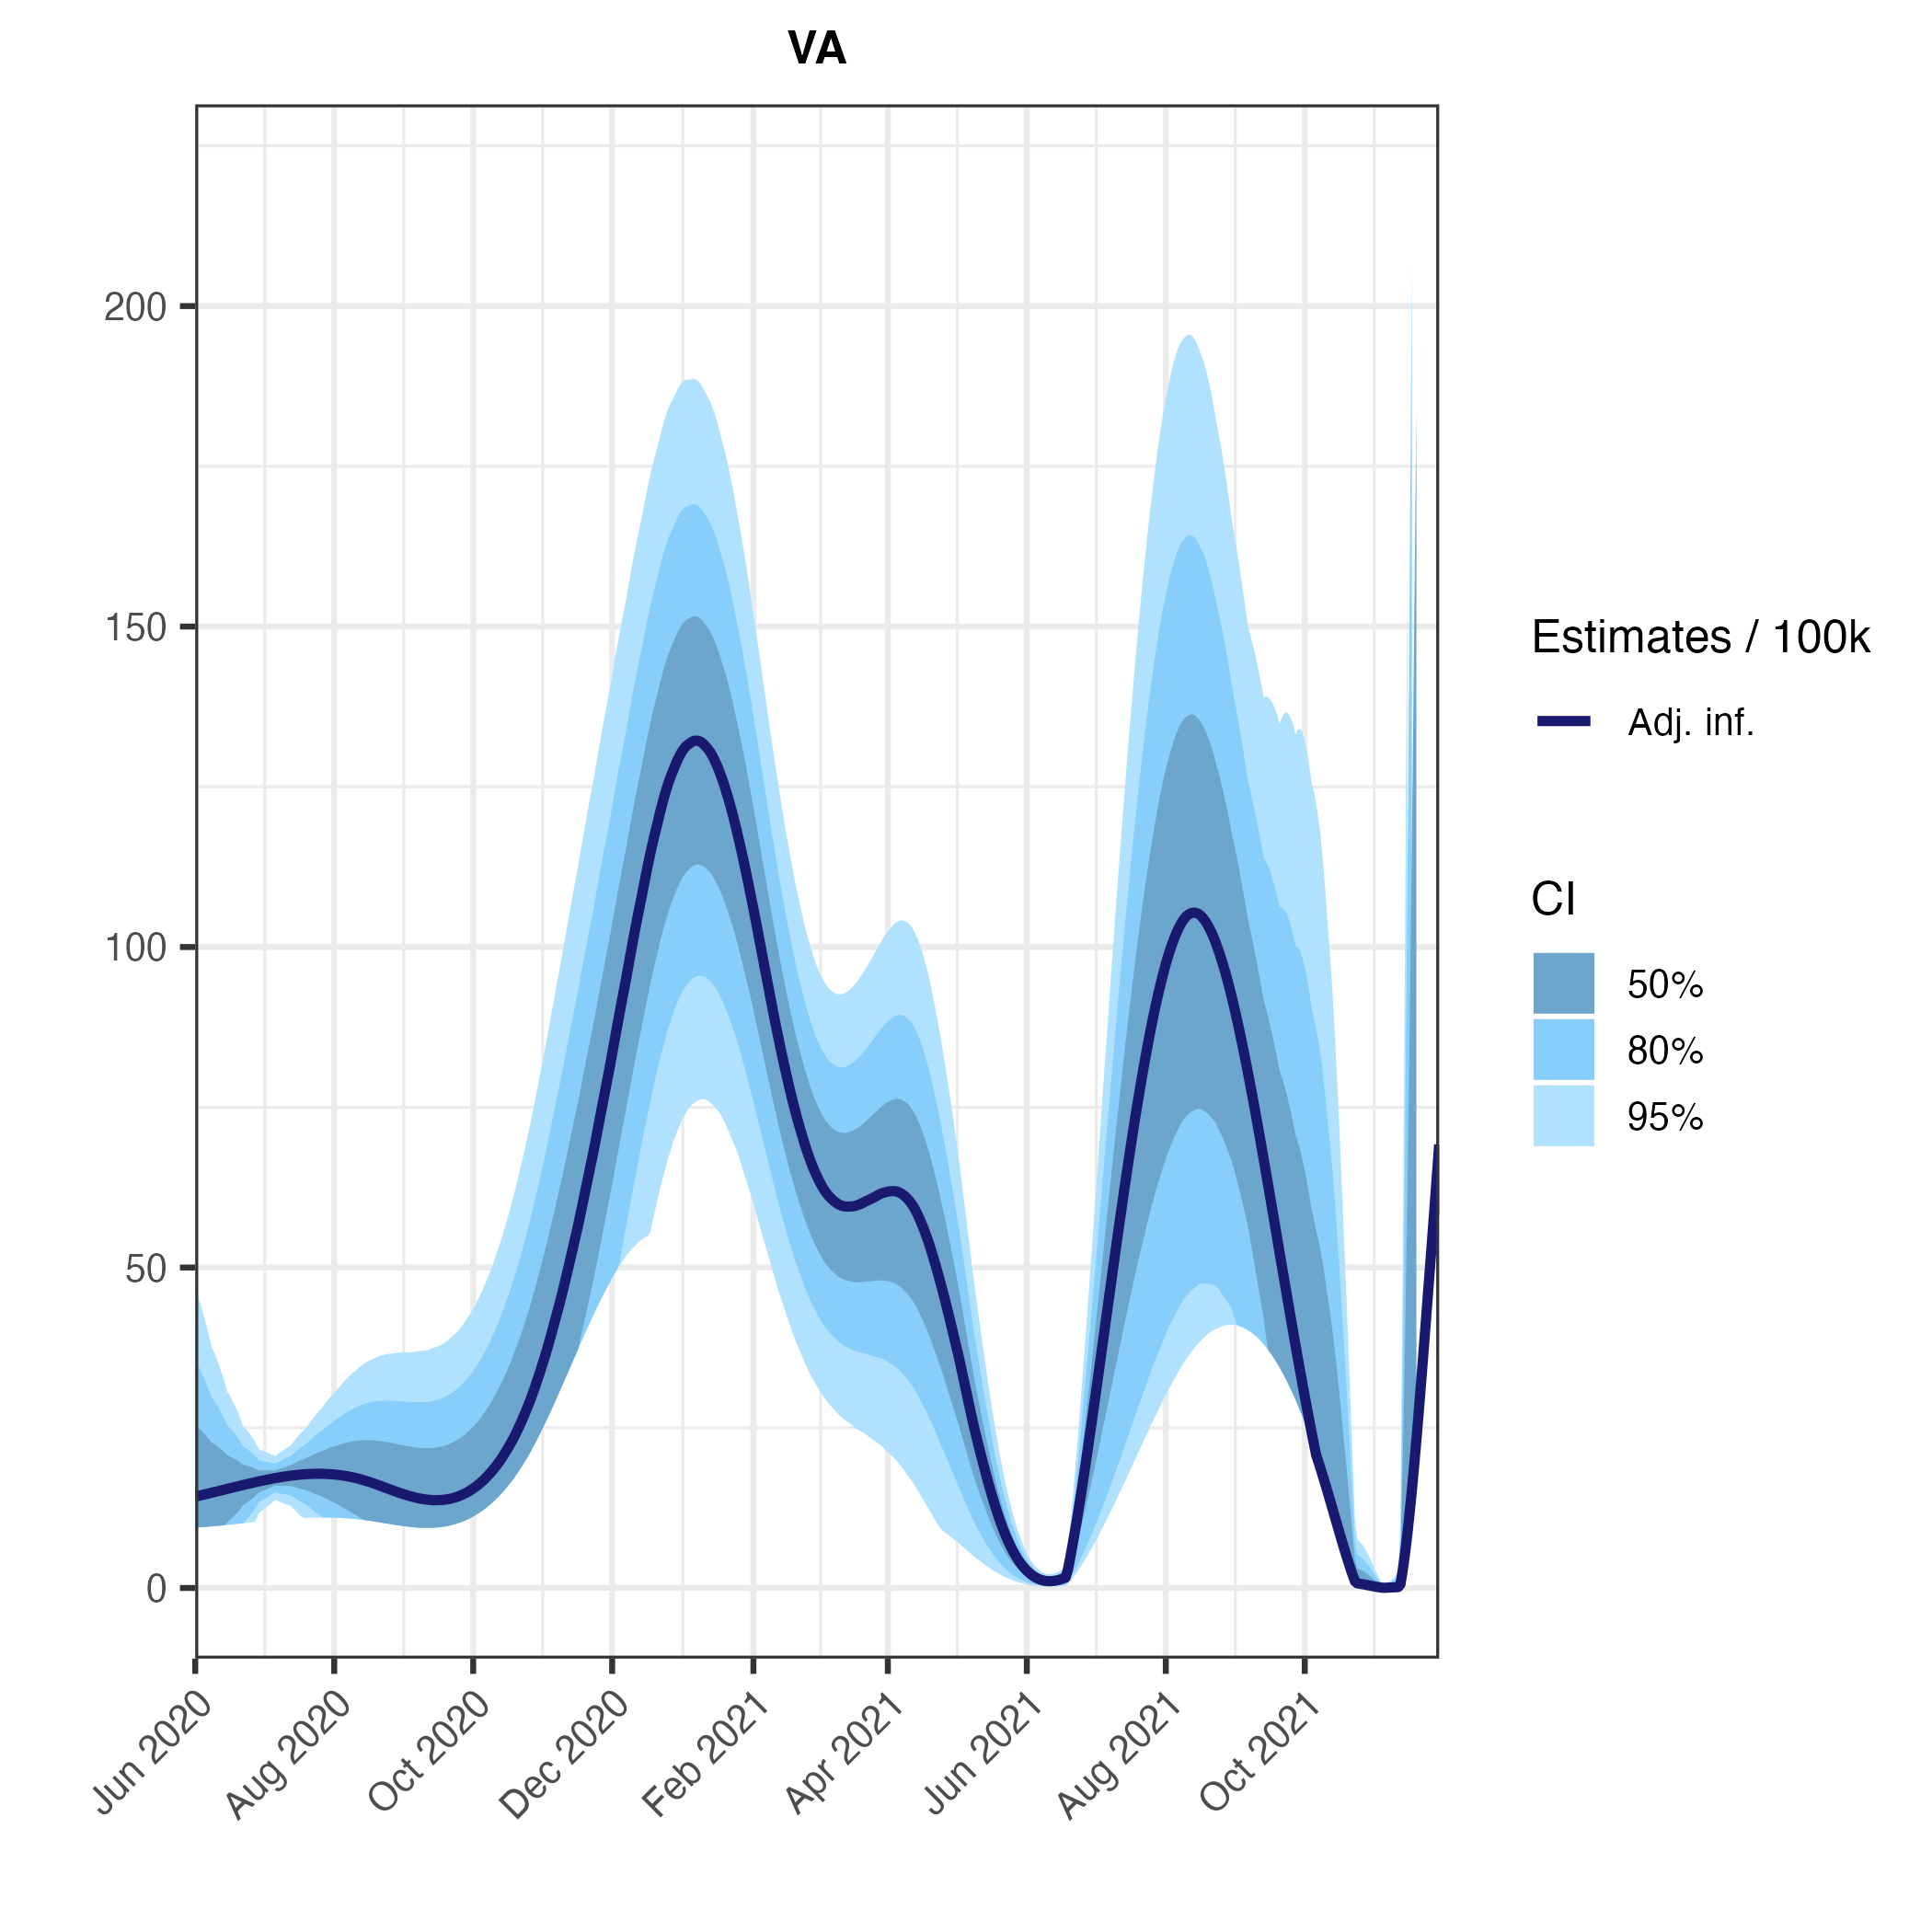 VA
200
150
100
50
0
Jun 2020
Aug 2020
Oct 2020
Dec 2020
Feb 2021
Apr 2021
Jun 2021
Aug 2021
Oct 2021
Estimates / 100k
Adj. inf.
CI
50%
80%
95%